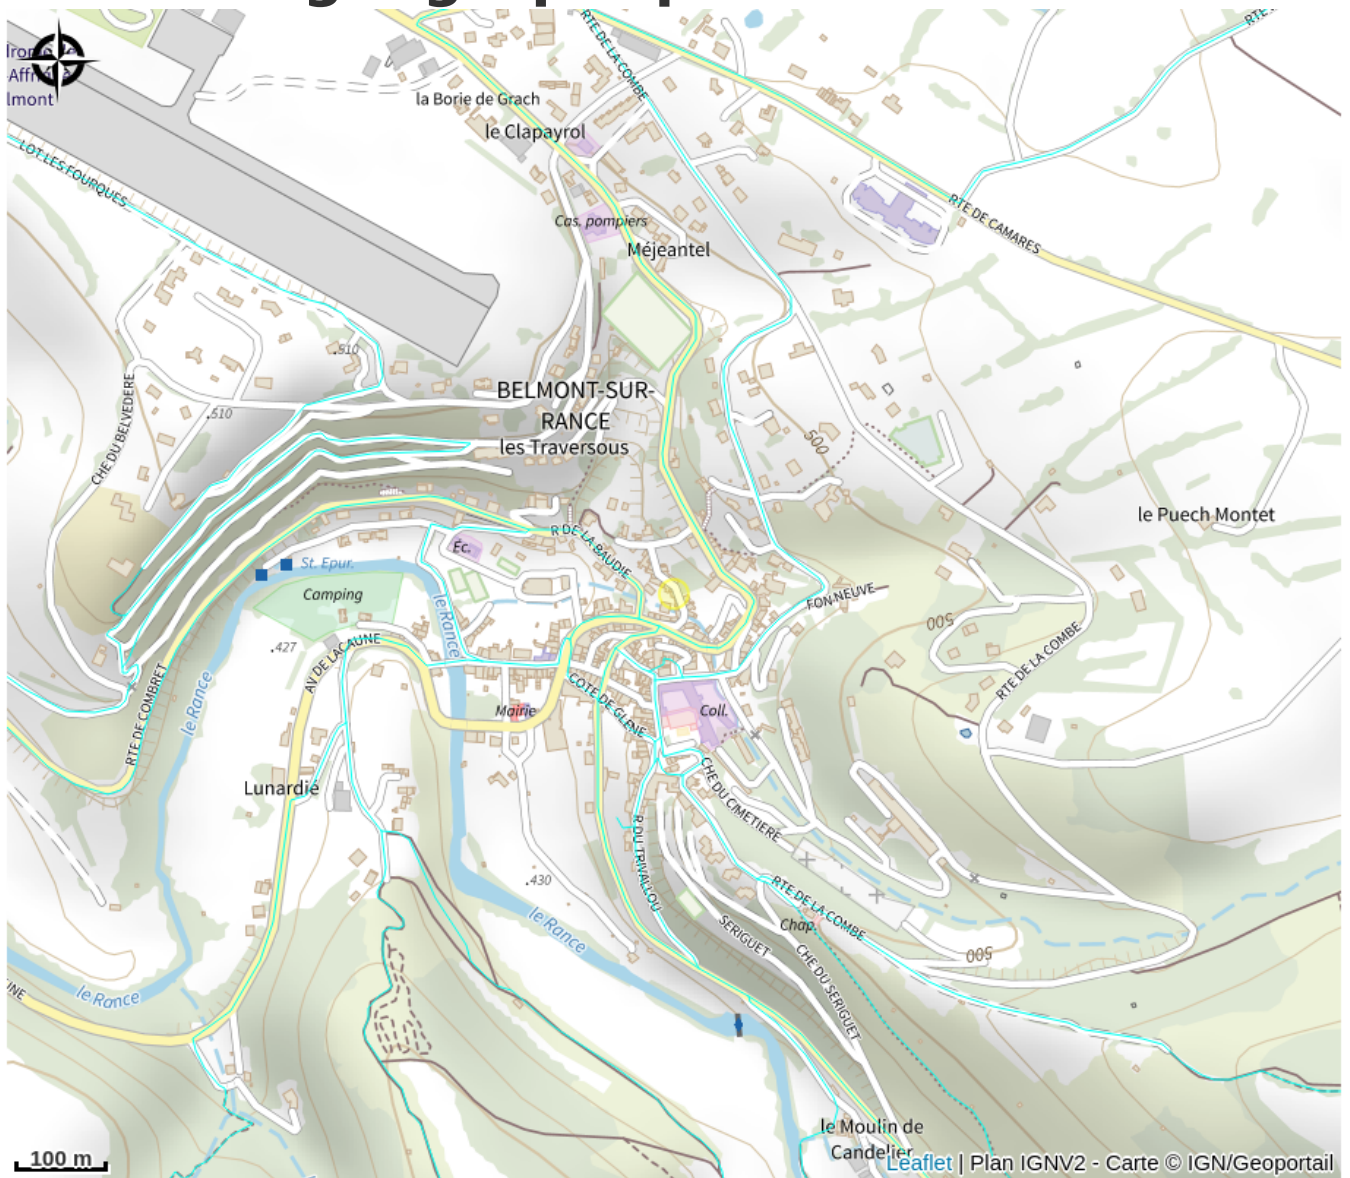 RTE DE LA COMBE
RTE
Affri
lmont
la Borie de Grach
le Clapayrol
LOT LES FOURQUES
Cas. pompiers
Méjeantel
RTE DE CAMARES
.510
CHE DU BELVEDERE
.510
BELMONT-SUR-
RANCE
les Traversous
500
le Puech Montet
R DE LA BAUDIE
Éc.
St. Epur.
Camping
le Rance
FON NEUVE
500
.427
AV DE LACAUNE
RTE DE LA COMBE
le Rance
RTE DE COMBRET
COTE DE GLENE
Mairie
Coll.
Lunardié
CHE DU CIMETIERE
R DU TRIVALLOU
.430
RTE DE LA COMBE
le Rance
Chap.
SERIGUET
CHE DU SERIGUET
500
le Rance
le Moulin de
Candelier
100 m
Leaflet | Plan IGNV2 - Carte © IGN/Geoportail